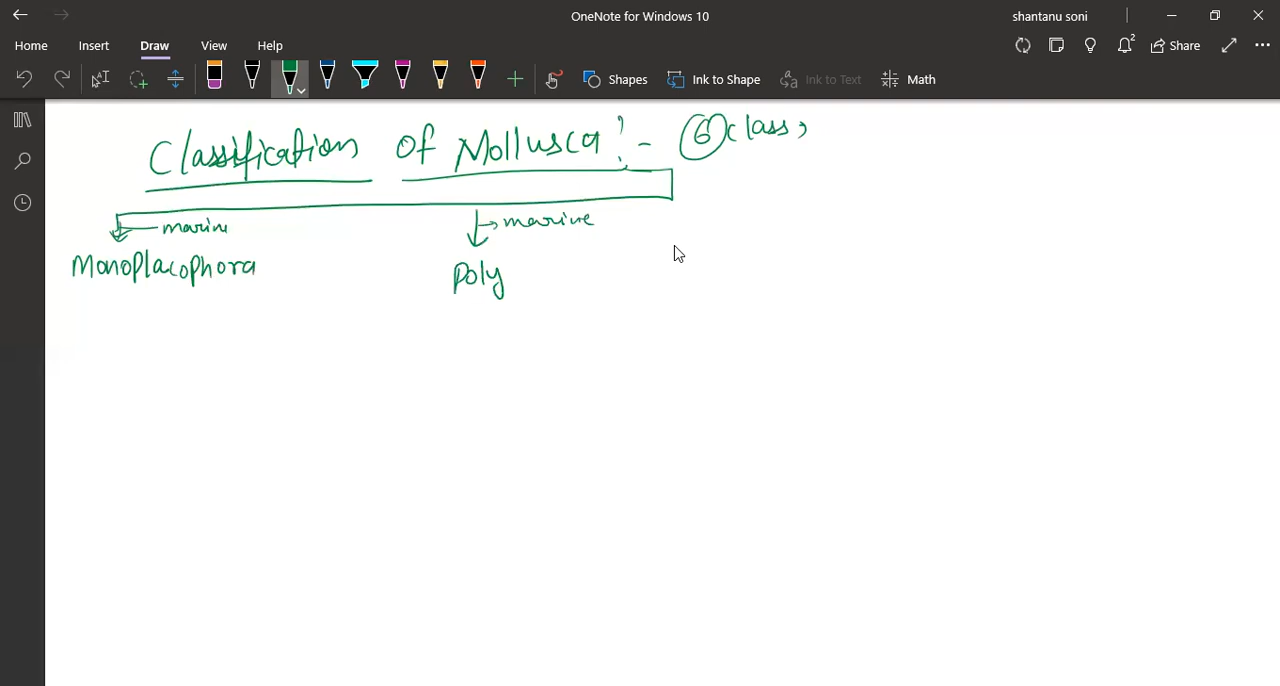 OneNote for Windows 10
shantanu soni
Home Insert Draw View Help
2
Share
Shapes
Ink to Shape
Ink to Text
Math
Classification of Mollusca:- 6 class,
marine
marine
Monoplacophora
Poly